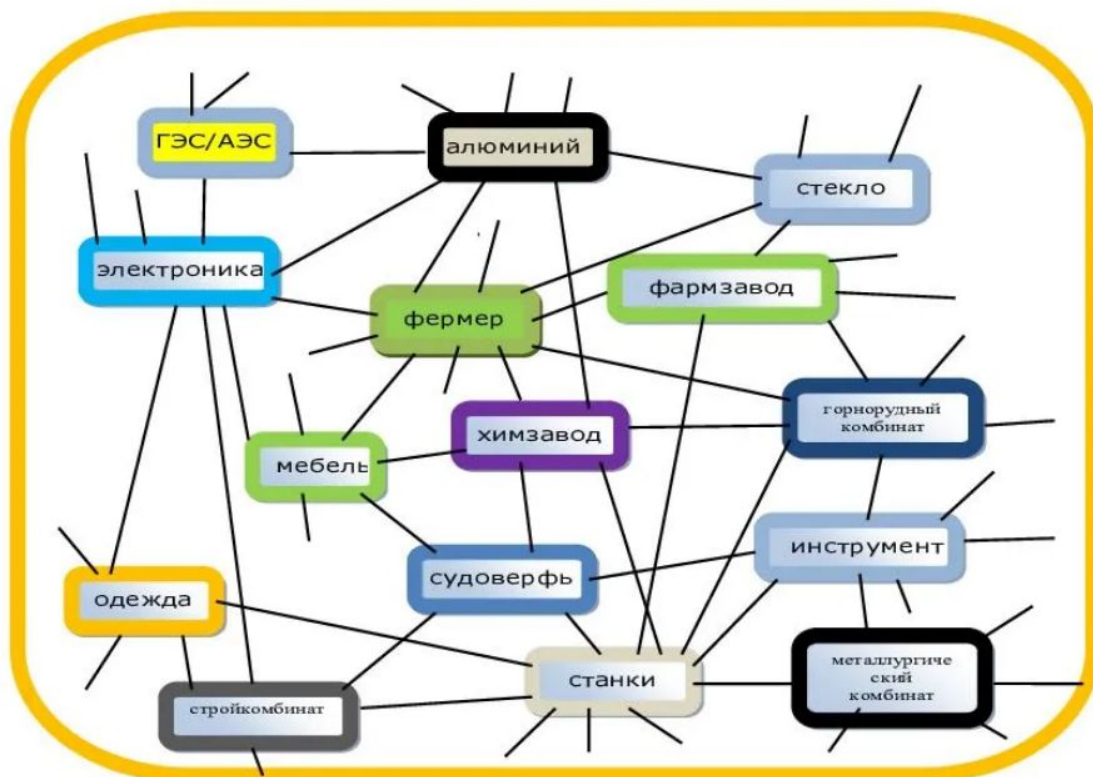 ГЭС/АЭС
алюминий
стекло
электроника
фармзавод
фермер
горнорудный
комбинат
химзавод
мебель
инструмент
судоверфь
одежда
станки
металлургиче
ский
комбинат
стройкомбинат